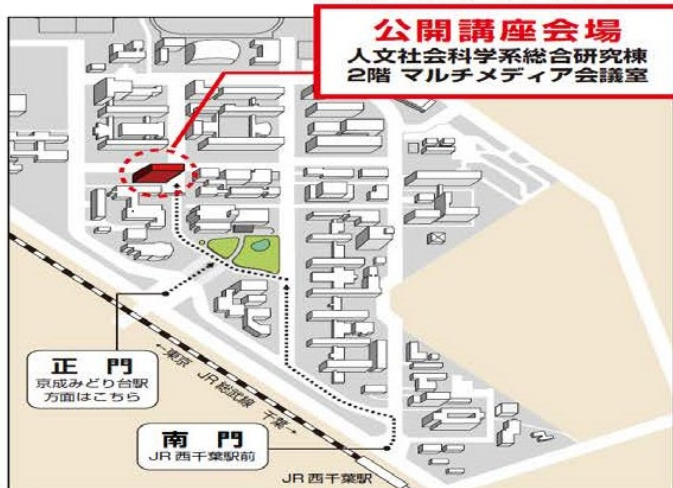 公開講座会場
人文社会科学系総合研究棟
2階 マルチメディア会議室
正門
京成みどり台駅
方面はこちら
←東京 JR総武線 千葉→
南門
JR西千葉駅前
JR西千葉駅